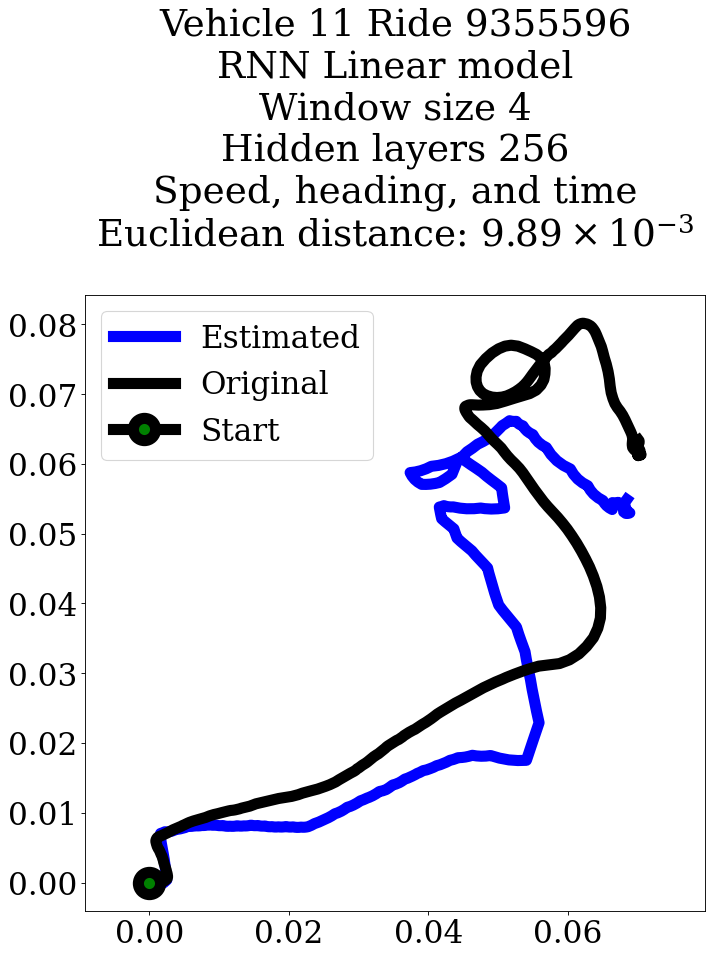 Vehicle 11 Ride 9355596
RNN Linear model
Window size 4
Hidden layers 256
Speed, heading, and time
Euclidean distance: 9.89 × 10⁻³
Estimated
Original
Start
0.08
0.07
0.06
0.05
0.04
0.03
0.02
0.01
0.00
0.00 0.02 0.04 0.06